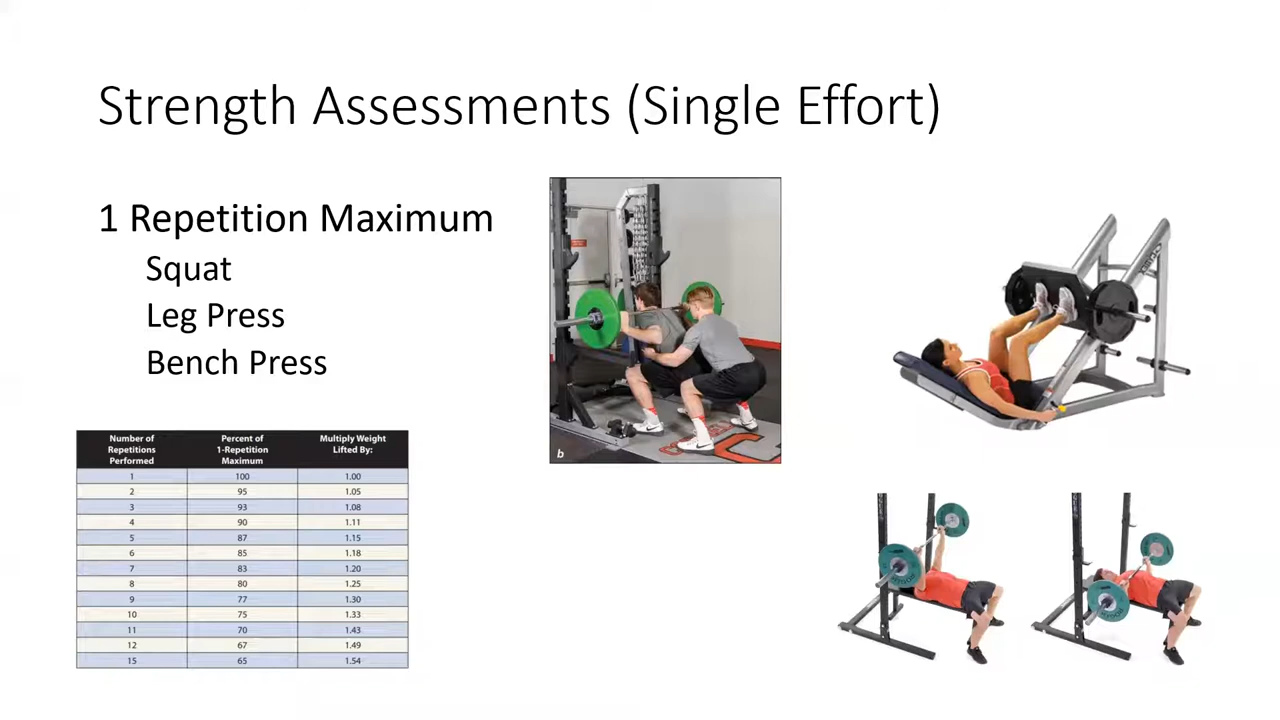 Strength Assessments (Single Effort)
1 Repetition Maximum
Squat
Leg Press
Bench Press
Number of Repetitions Performed Percent of 1-Repetition Maximum Multiply Weight Lifted By:
1 100 1.00
2 95 1.05
3 93 1.08
4 90 1.11
5 87 1.15
6 85 1.18
7 83 1.20
8 80 1.25
9 77 1.30
10 75 1.33
11 70 1.43
12 67 1.49
15 65 1.54
b